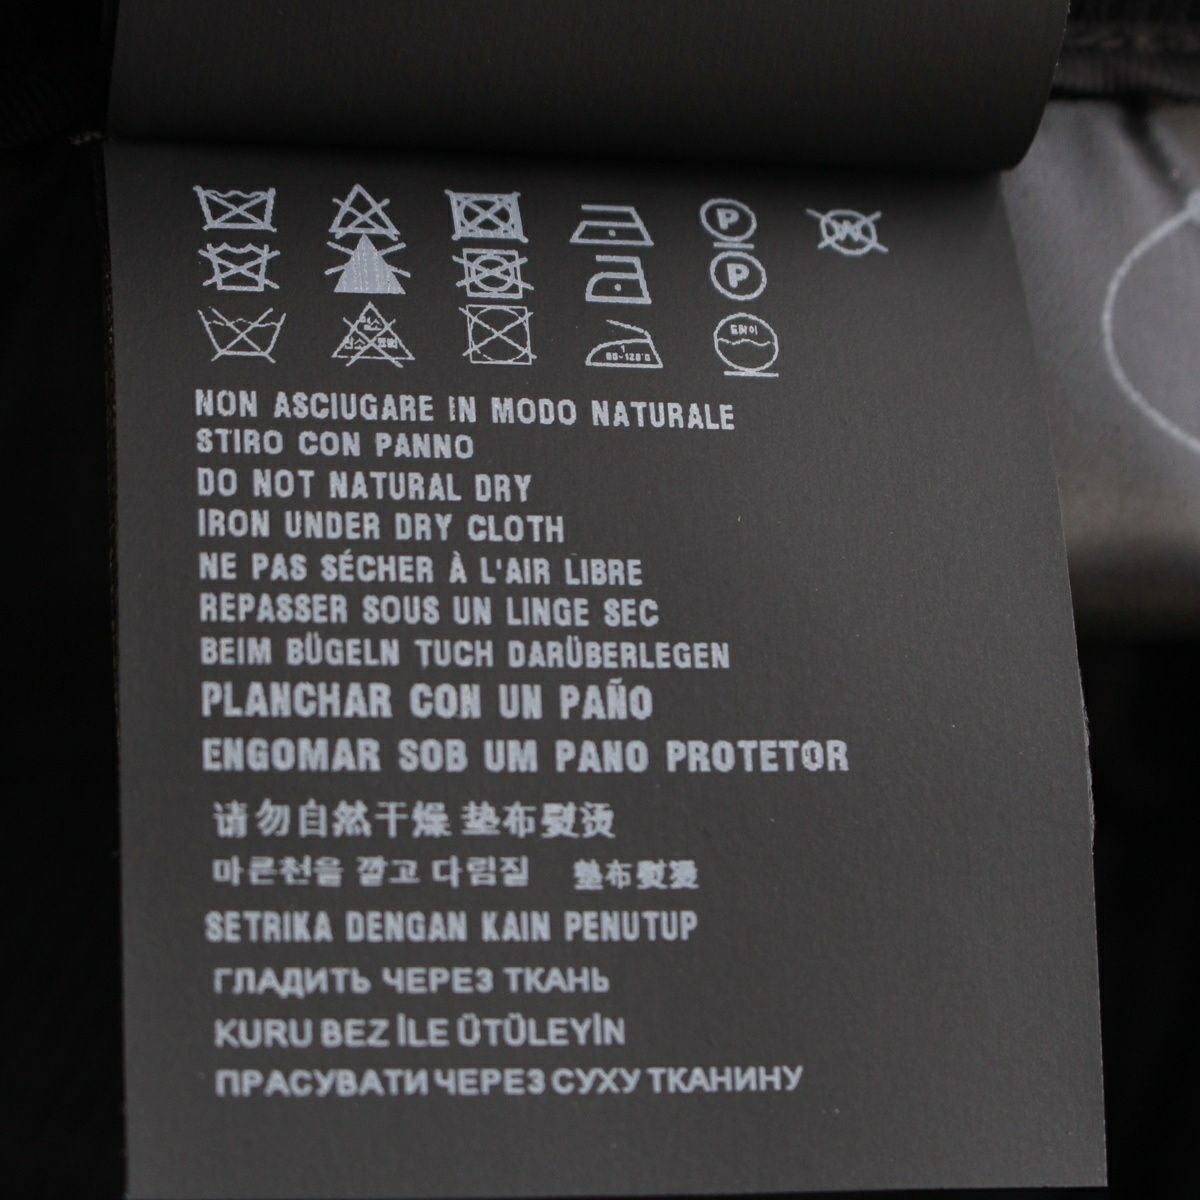 P
W
P
드라이
NON ASCIUGARE IN MODO NATURALE
STIRO CON PANNO
DO NOT NATURAL DRY
IRON UNDER DRY CLOTH
NE PAS SÉCHER À L'AIR LIBRE
REPASSER SOUS UN LINGE SEC
BEIM BÜGELN TUCH DARÜBERLEGEN
PLANCHAR CON UN PAÑO
ENGOMAR SOB UM PANO PROTETOR
请勿自然干燥 垫布熨烫
마른천을 깔고 다림질 墊布熨燙
SETRIKA DENGAN KAIN PENUTUP
ГЛАДИТЬ ЧЕРЕЗ ТКАНЬ
KURU BEZ İLE ÜTÜLEYİN
ПРАСУВАТИ ЧЕРЕЗ СУХУ ТКАНИНУ